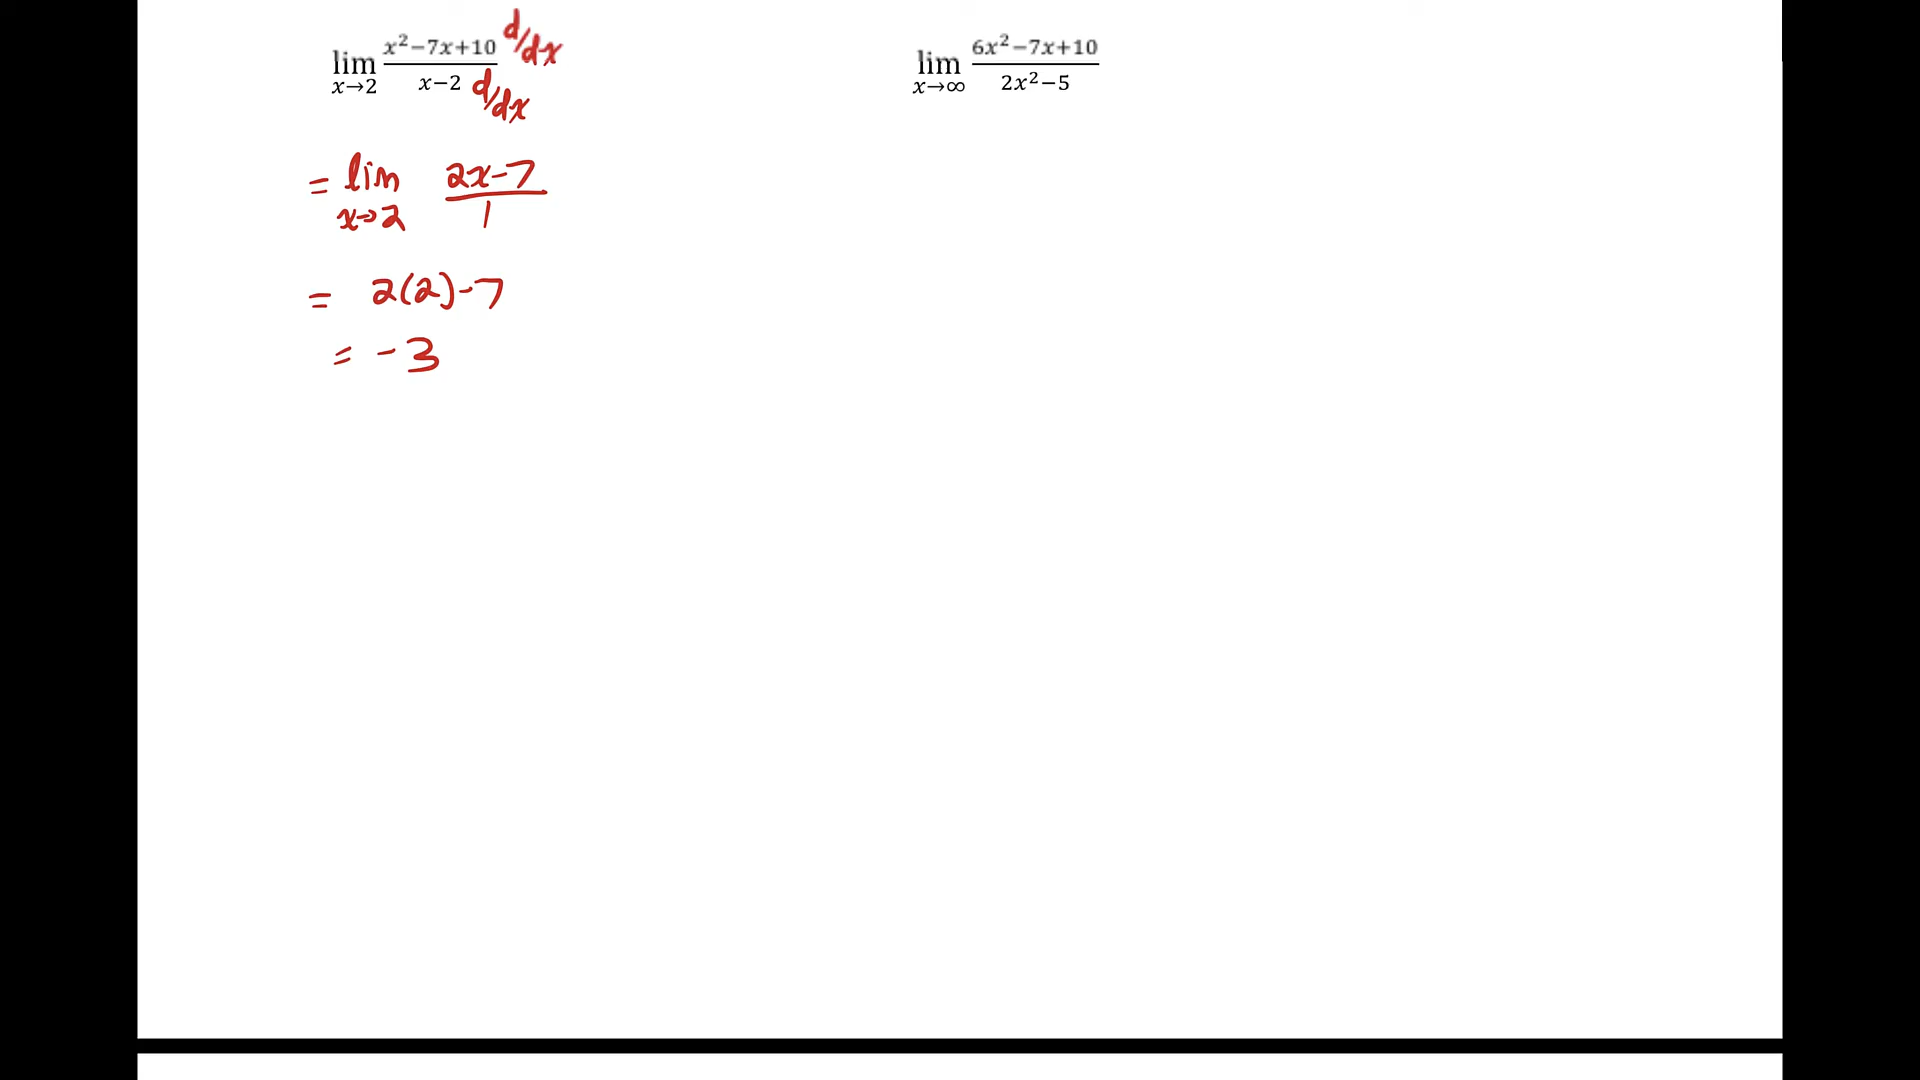 lim x→2 x²−7x+10 / x−2 d/dx d/dx
= lim x→2 2x-7 / 1
= 2(2)-7
= -3
lim x→∞ 6x²−7x+10 / 2x²−5